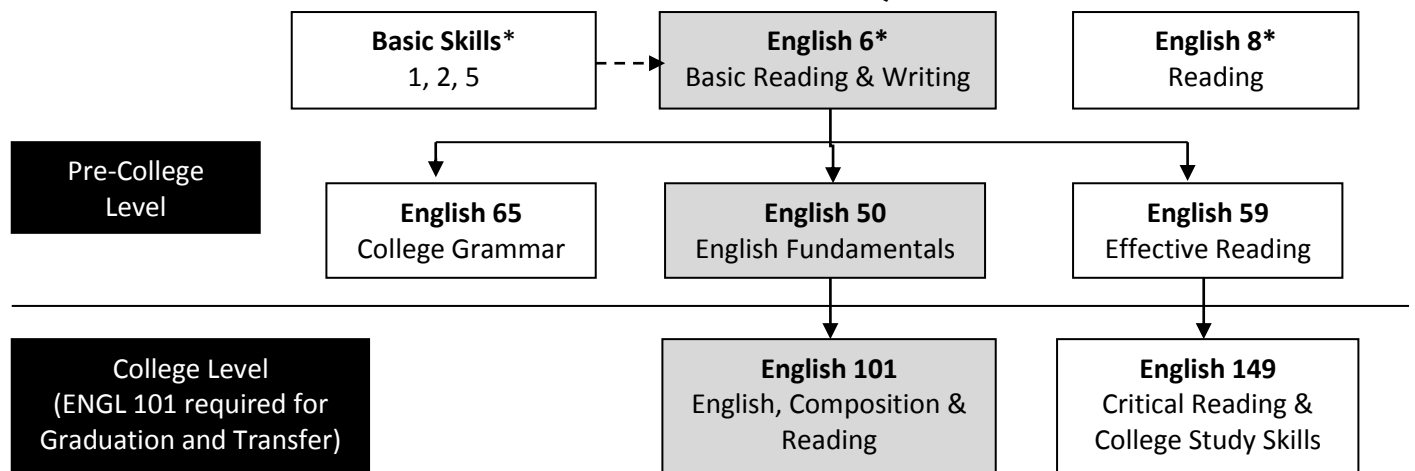 Basic Skills*
1, 2, 5
English 6*
Basic Reading & Writing
English 8*
Reading
Pre-College
Level
English 65
College Grammar
English 50
English Fundamentals
English 59
Effective Reading
College Level
(ENGL 101 required for
Graduation and Transfer)
English 101
English, Composition &
Reading
English 149
Critical Reading &
College Study Skills